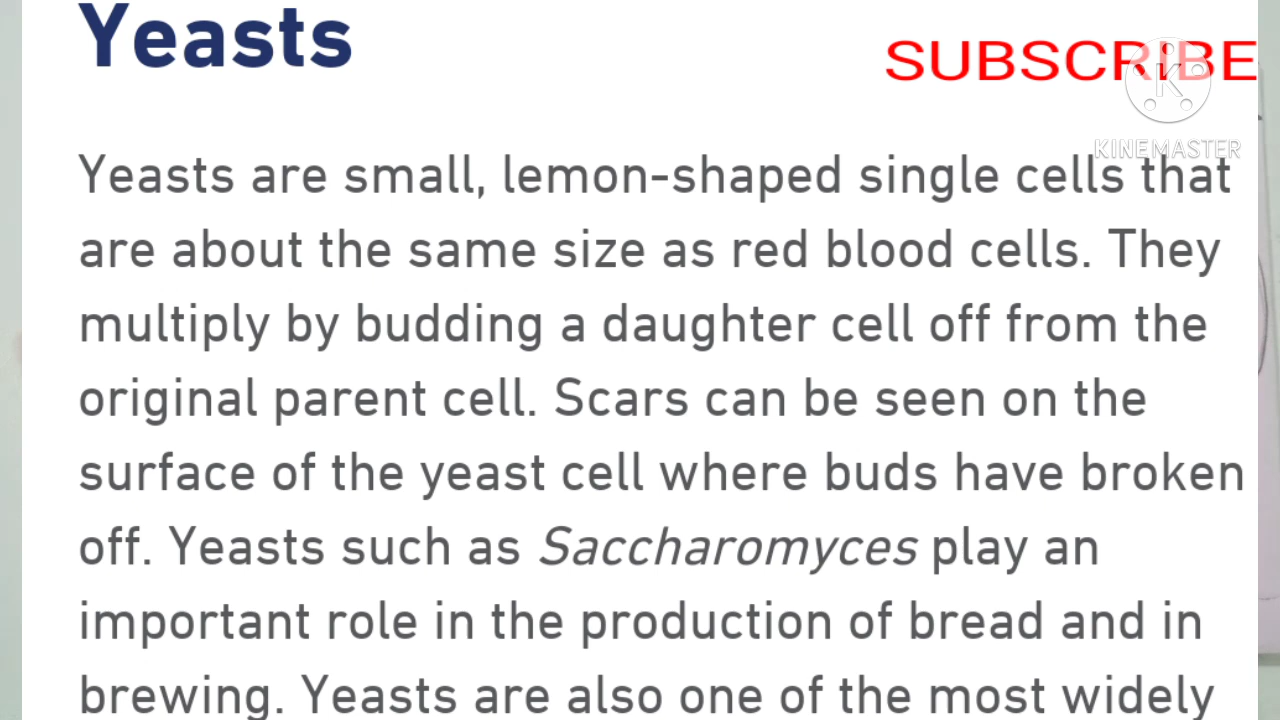 Yeasts
SUBSCRIBE
K
KINEMASTER
Yeasts are small, lemon-shaped single cells that
are about the same size as red blood cells. They
multiply by budding a daughter cell off from the
original parent cell. Scars can be seen on the
surface of the yeast cell where buds have broken
off. Yeasts such as Saccharomyces play an
important role in the production of bread and in
brewing. Yeasts are also one of the most widely